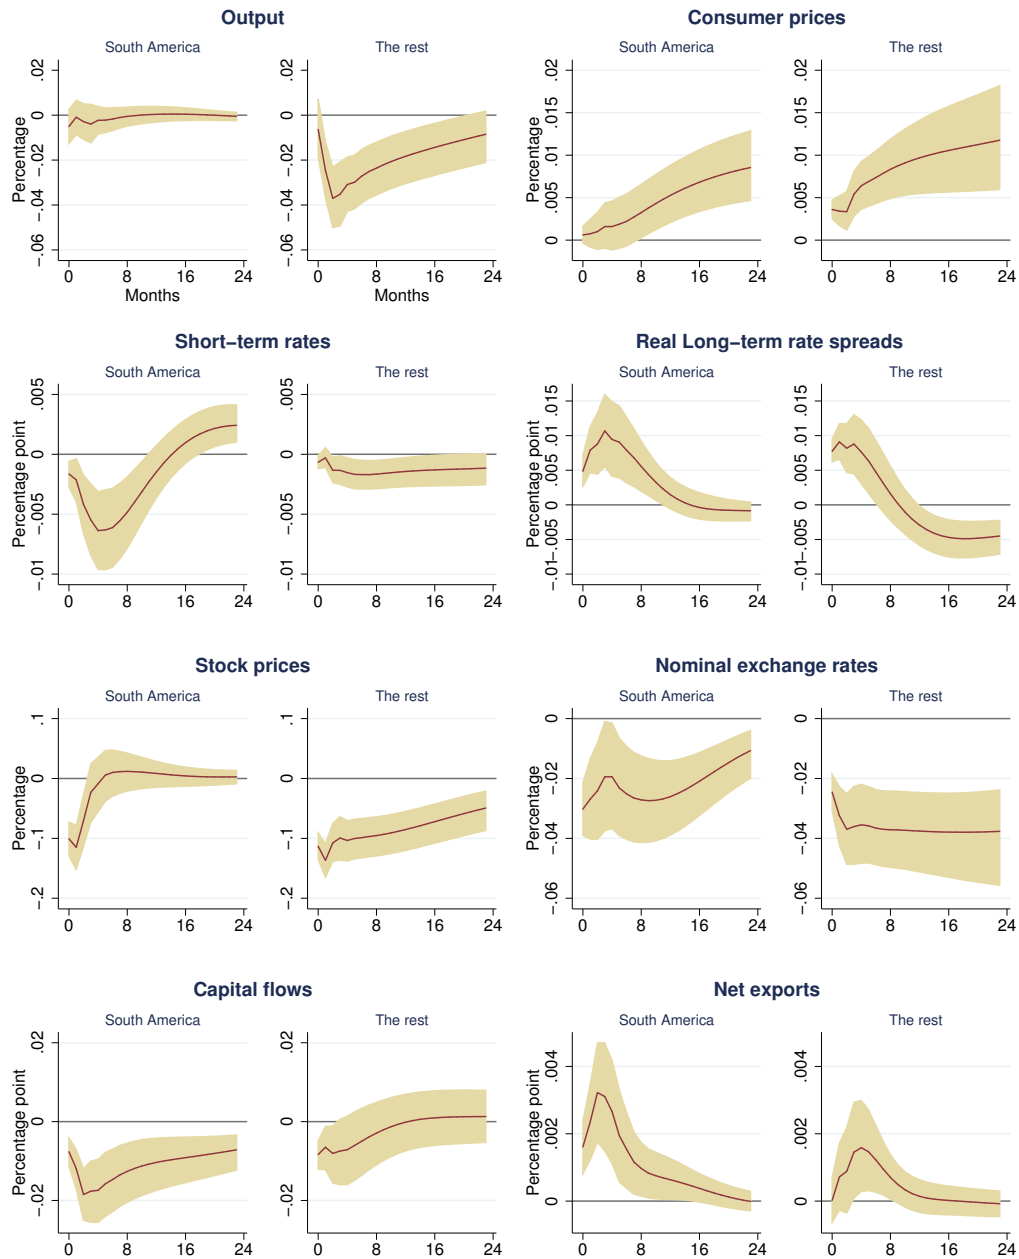 Output
South America
The rest
Percentage
.02
0
−.02
−.04
−.06
0 8 16 24
Months
.02
0
−.02
−.04
−.06
0 8 16 24
Months
Consumer prices
South America
The rest
Percentage
.02
.015
.01
.005
0
0 8 16 24
.02
.015
.01
.005
0
0 8 16 24
Short−term rates
South America
The rest
Percentage point
.005
0
−.005
−.01
0 8 16 24
.005
0
−.005
−.01
0 8 16 24
Real Long−term rate spreads
South America
The rest
Percentage point
.015
.01
.005
0
−.005
−.01
0 8 16 24
.015
.01
.005
0
−.005
−.01
0 8 16 24
Stock prices
South America
The rest
Percentage
.1
0
−.1
−.2
0 8 16 24
.1
0
−.1
−.2
0 8 16 24
Nominal exchange rates
South America
The rest
Percentage
0
−.02
−.04
−.06
0 8 16 24
0
−.02
−.04
−.06
0 8 16 24
Capital flows
South America
The rest
Percentage point
.02
0
−.02
0 8 16 24
.02
0
−.02
0 8 16 24
Net exports
South America
The rest
Percentage point
.004
.002
0
0 8 16 24
.004
.002
0
0 8 16 24